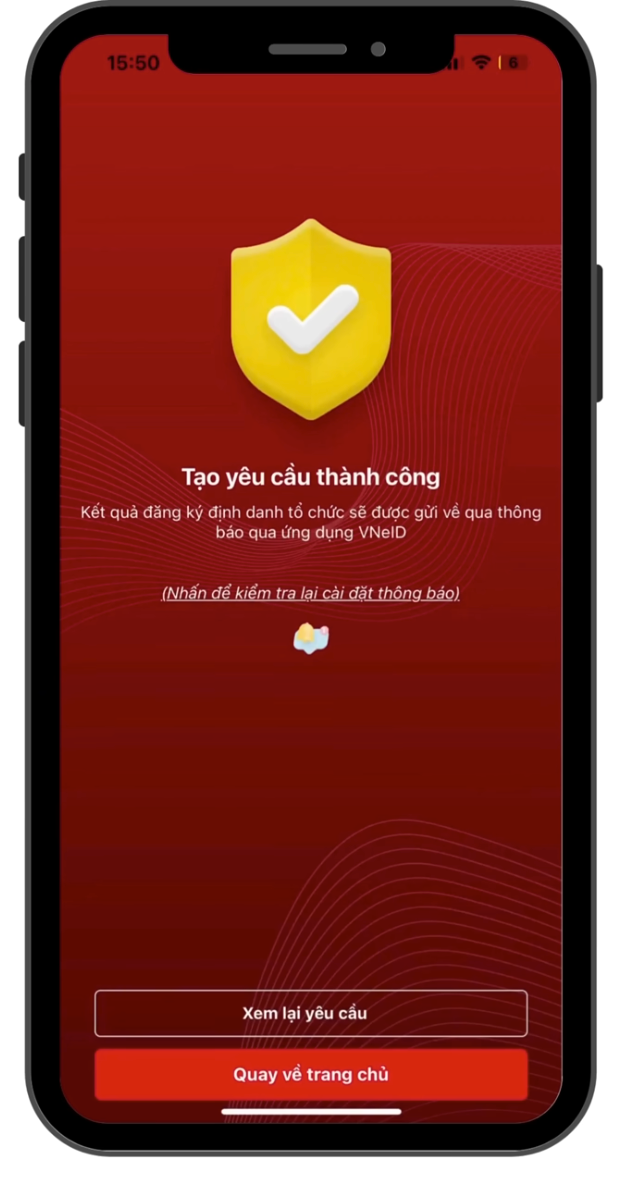 15:50
6
Tạo yêu cầu thành công
Kết quả đăng ký định danh tổ chức sẽ được gửi về qua thông
báo qua ứng dụng VNeID
(Nhấn để kiểm tra lại cài đặt thông báo)
Xem lại yêu cầu
Quay về trang chủ